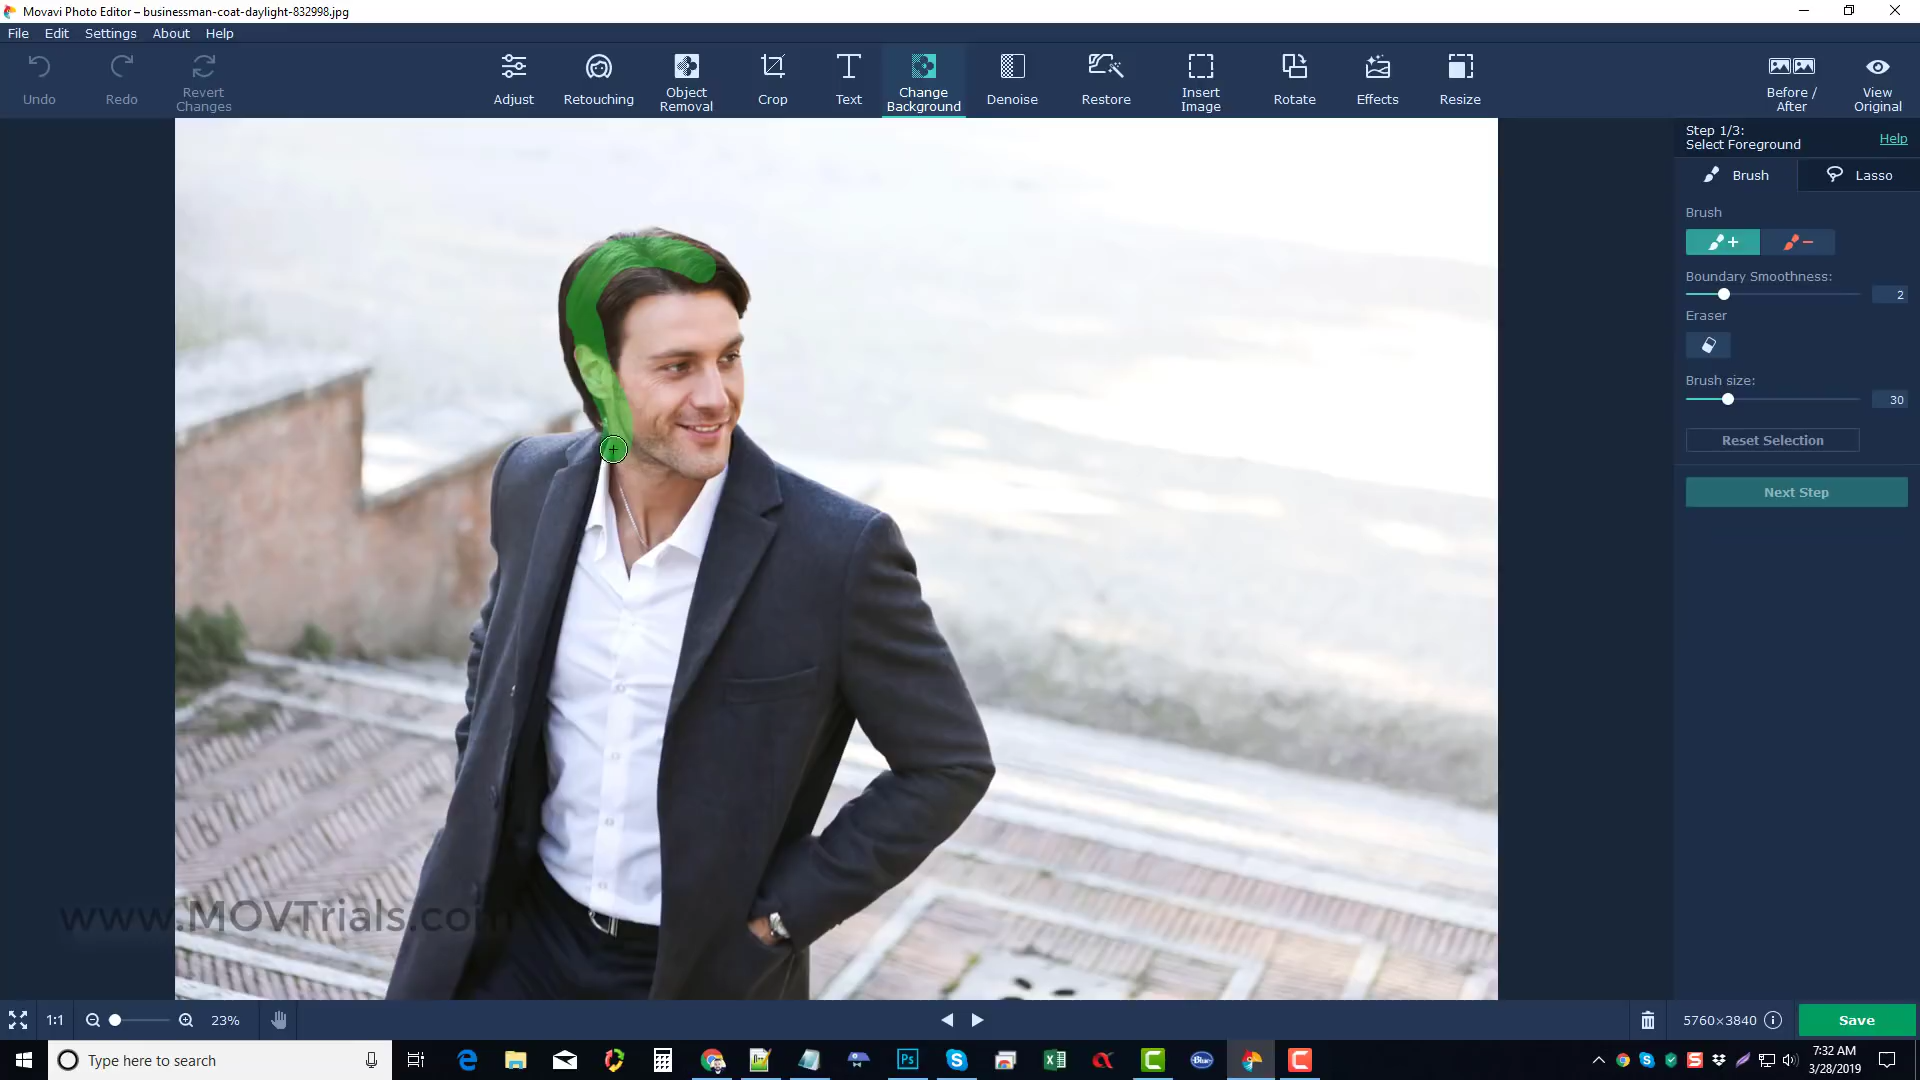 Movavi Photo Editor – businessman-coat-daylight-832998.jpg
File Edit Settings About Help
Undo
Redo
Revert Changes
Adjust
Retouching
Object Removal
Crop
Text
Change Background
Denoise
Restore
Insert Image
Rotate
Effects
Resize
Before / After
View Original
Step 1/3:
Select Foreground
Help
Brush
Lasso
Brush
+
−
Boundary Smoothness:
2
Eraser
Brush size:
30
Reset Selection
Next Step
www.MOVTrials.com
1:1
23%
5760×3840
Save
Type here to search
Ps
7:32 AM
3/28/2019